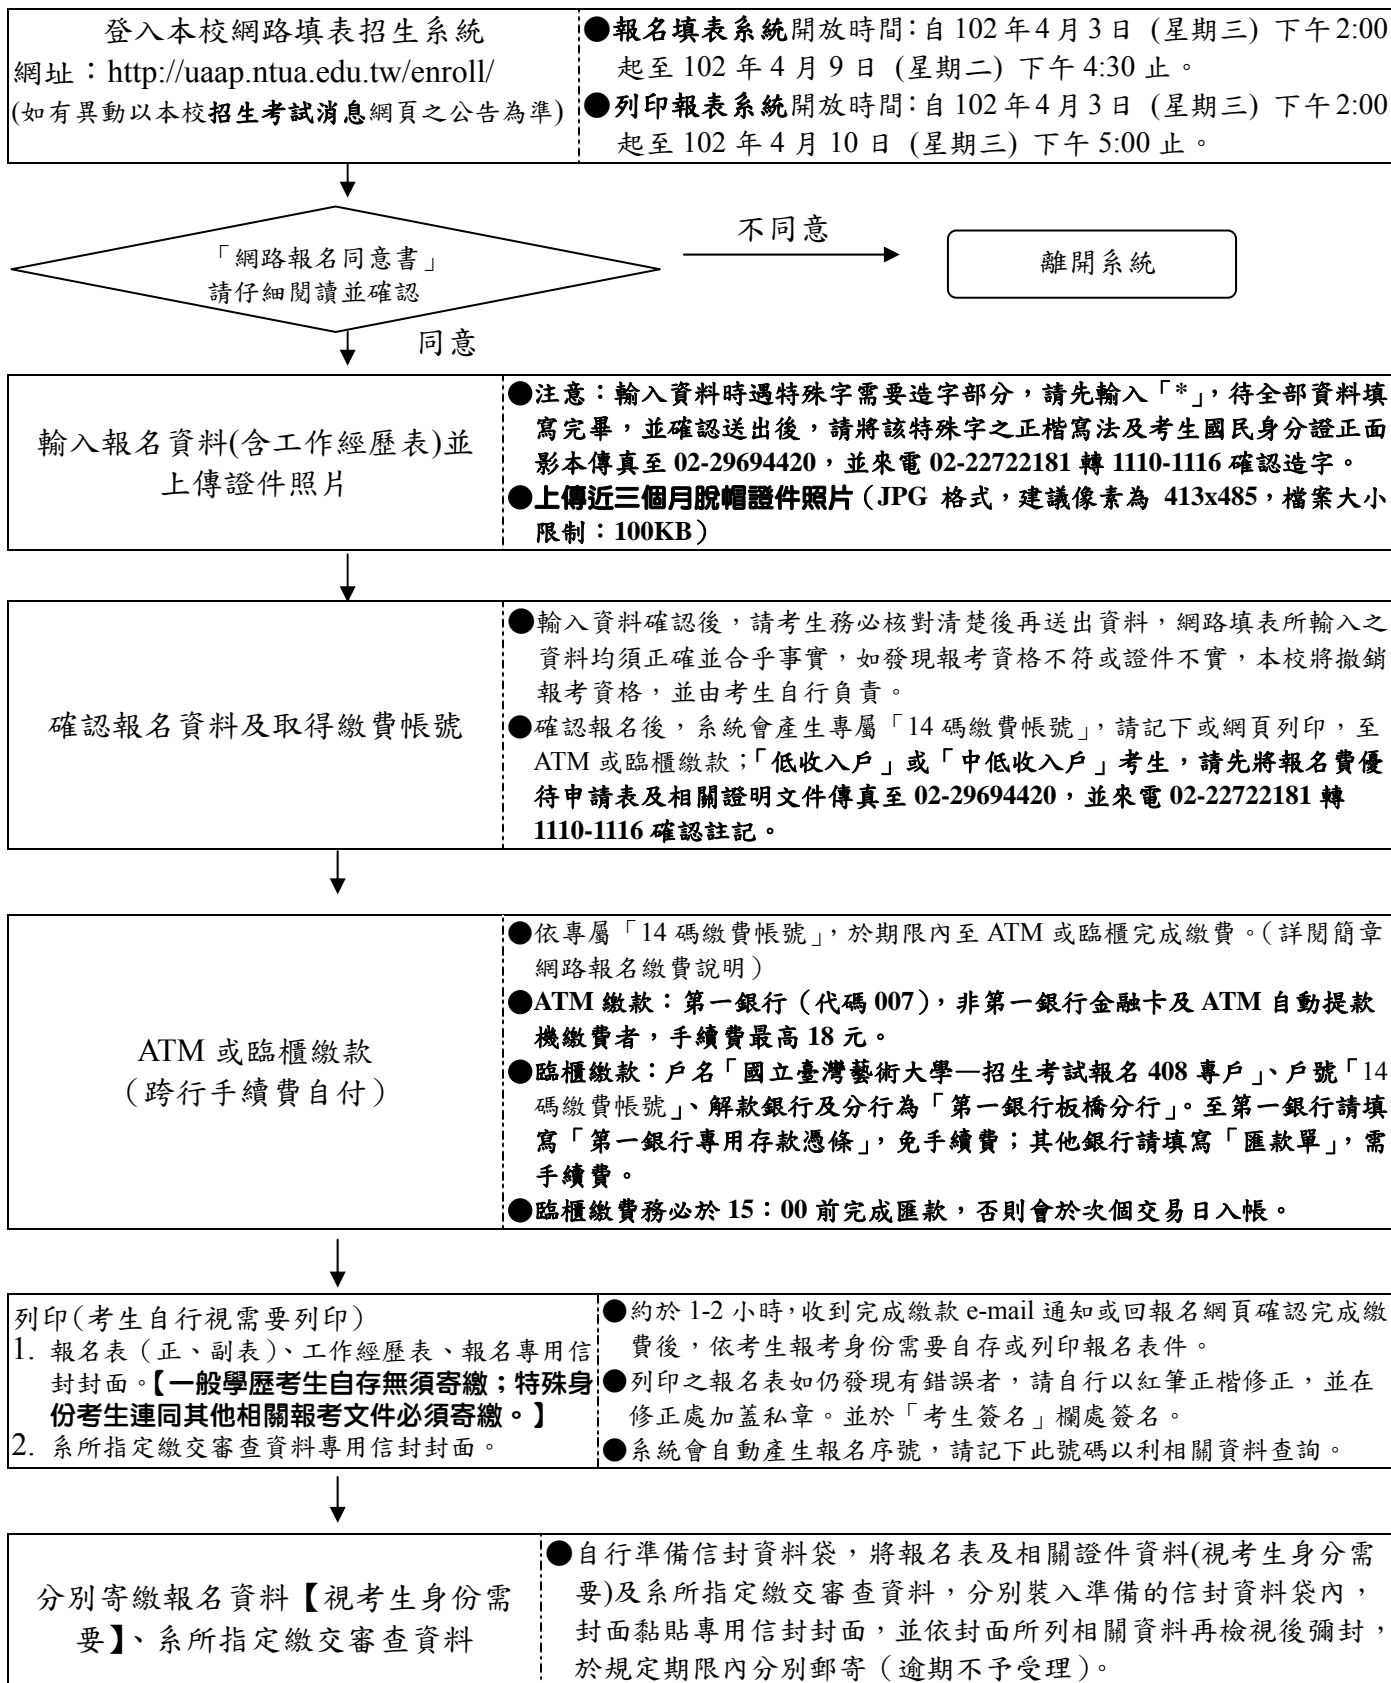 登入本校網路填表招生系統
網址：http://uaap.ntua.edu.tw/enroll/
(如有異動以本校招生考試消息網頁之公告為準)
●報名填表系統開放時間：自 102 年 4 月 3 日 (星期三) 下午 2:00
起至 102 年 4 月 9 日 (星期二) 下午 4:30 止。
●列印報表系統開放時間：自 102 年 4 月 3 日 (星期三) 下午 2:00
起至 102 年 4 月 10 日 (星期三) 下午 5:00 止。
「網路報名同意書」
請仔細閱讀並確認
不同意
離開系統
同意
輸入報名資料(含工作經歷表)並
上傳證件照片
●注意：輸入資料時遇特殊字需要造字部分，請先輸入「*」，待全部資料填
寫完畢，並確認送出後，請將該特殊字之正楷寫法及考生國民身分證正面
影本傳真至 02-29694420，並來電 02-22722181 轉 1110-1116 確認造字。
●上傳近三個月脫帽證件照片（JPG 格式，建議像素為 413x485，檔案大小
限制：100KB）
確認報名資料及取得繳費帳號
●輸入資料確認後，請考生務必核對清楚後再送出資料，網路填表所輸入之
資料均須正確並合乎事實，如發現報考資格不符或證件不實，本校將撤銷
報考資格，並由考生自行負責。
●確認報名後，系統會產生專屬「14 碼繳費帳號」，請記下或網頁列印，至
ATM 或臨櫃繳款；「低收入戶」或「中低收入戶」考生，請先將報名費優
待申請表及相關證明文件傳真至 02-29694420，並來電 02-22722181 轉
1110-1116 確認註記。
ATM 或臨櫃繳款
（跨行手續費自付）
●依專屬「14 碼繳費帳號」，於期限內至 ATM 或臨櫃完成繳費。（詳閱簡章
網路報名繳費說明）
●ATM 繳款：第一銀行（代碼 007），非第一銀行金融卡及 ATM 自動提款
機繳費者，手續費最高 18 元。
●臨櫃繳款：戶名「國立臺灣藝術大學—招生考試報名 408 專戶」、戶號「14
碼繳費帳號」、解款銀行及分行為「第一銀行板橋分行」。至第一銀行請填
寫「第一銀行專用存款憑條」，免手續費；其他銀行請填寫「匯款單」，需
手續費。
●臨櫃繳費務必於 15：00 前完成匯款，否則會於次個交易日入帳。
列印(考生自行視需要列印)
1. 報名表（正、副表）、工作經歷表、報名專用信
封封面。【一般學歷考生自存無須寄繳；特殊身
份考生連同其他相關報考文件必須寄繳。】
2. 系所指定繳交審查資料專用信封封面。
●約於 1-2 小時，收到完成繳款 e-mail 通知或回報名網頁確認完成繳
費後，依考生報考身份需要自存或列印報名表件。
●列印之報名表如仍發現有錯誤者，請自行以紅筆正楷修正，並在
修正處加蓋私章。並於「考生簽名」欄處簽名。
●系統會自動產生報名序號，請記下此號碼以利相關資料查詢。
分別寄繳報名資料【視考生身份需
要】、系所指定繳交審查資料
●自行準備信封資料袋，將報名表及相關證件資料(視考生身分需
要)及系所指定繳交審查資料，分別裝入準備的信封資料袋內，
封面黏貼專用信封封面，並依封面所列相關資料再檢視後彌封，
於規定期限內分別郵寄（逾期不予受理）。